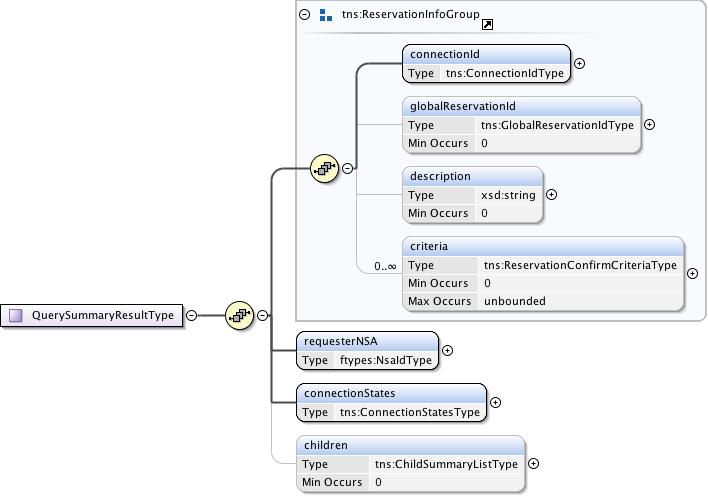 tns:ReservationInfoGroup
connectionId
Type tns:ConnectionIdType
globalReservationId
Type tns:GlobalReservationIdType
Min Occurs 0
description
Type xsd:string
Min Occurs 0
0..∞
criteria
Type tns:ReservationConfirmCriteriaType
Min Occurs 0
Max Occurs unbounded
QuerySummaryResultType
requesterNSA
Type ftypes:NsaIdType
connectionStates
Type tns:ConnectionStatesType
children
Type tns:ChildSummaryListType
Min Occurs 0